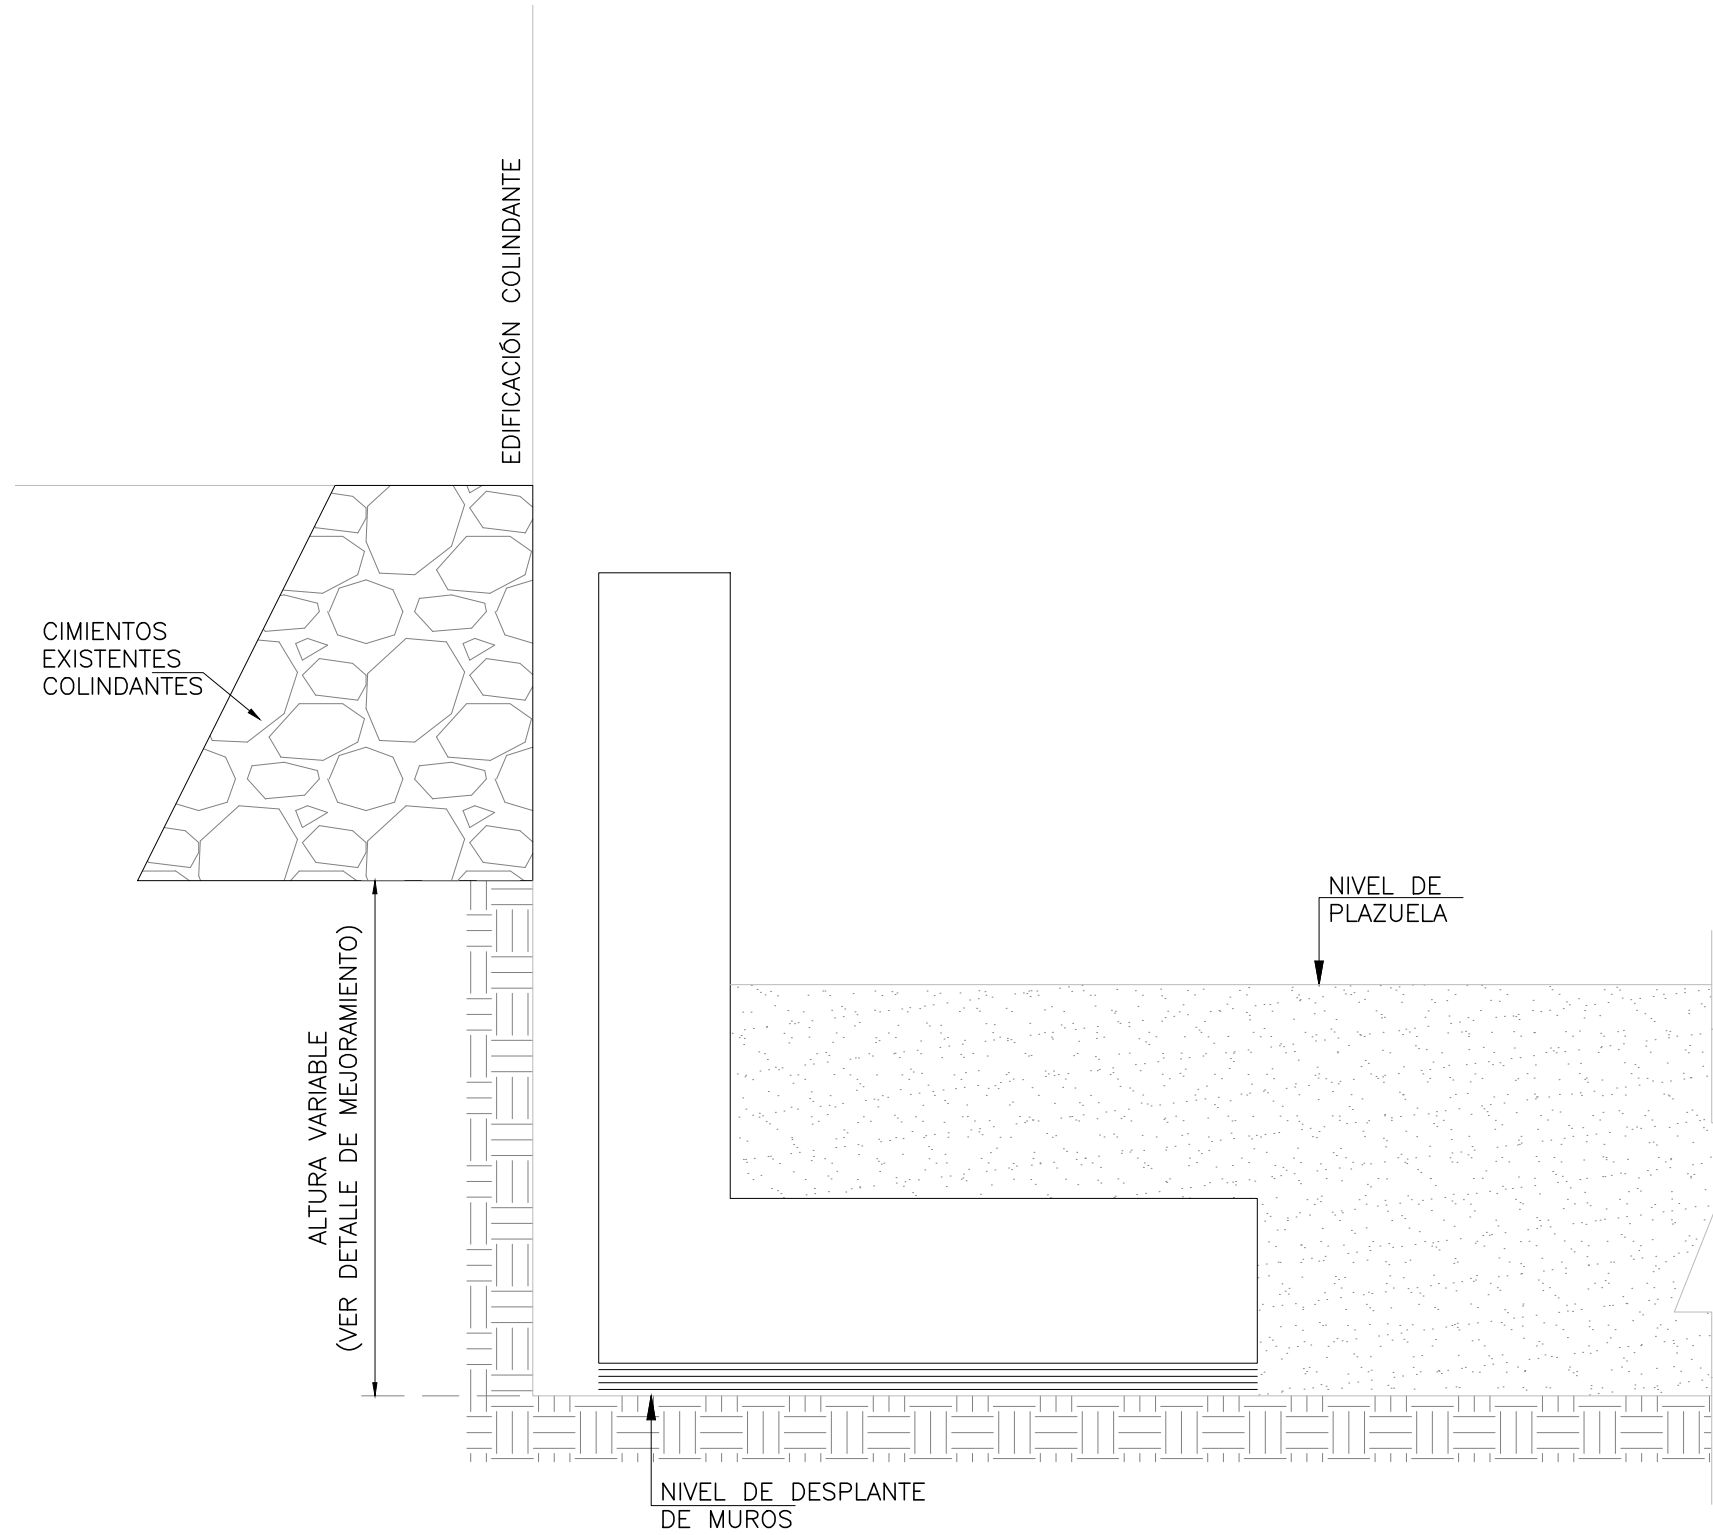 EDIFICACIÓN COLINDANTE
CIMIENTOS
EXISTENTES
COLINDANTES
NIVEL DE
PLAZUELA
ALTURA VARIABLE
(VER DETALLE DE MEJORAMIENTO)
NIVEL DE DESPLANTE
DE MUROS